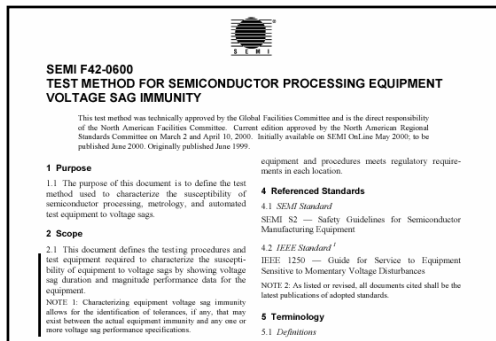 S E M I
SEMI F42-0600
TEST METHOD FOR SEMICONDUCTOR PROCESSING EQUIPMENT
VOLTAGE SAG IMMUNITY
This test method was technically approved by the Global Facilities Committee and is the direct responsibility
of the North American Facilities Committee. Current edition approved by the North American Regional
Standards Committee on March 2 and April 10, 2000. Initially available on SEMI OnLine May 2000; to be
published June 2000. Originally published June 1999.
1 Purpose
1.1 The purpose of this document is to define the test
method used to characterize the susceptibility of
semiconductor processing, metrology, and automated
test equipment to voltage sags.
2 Scope
2.1 This document defines the testing procedures and
test equipment required to characterize the suscepti-
bility of equipment to voltage sags by showing voltage
sag duration and magnitude performance data for the
equipment.
NOTE 1: Characterizing equipment voltage sag immunity
allows for the identification of tolerances, if any, that may
exist between the actual equipment immunity and any one or
more voltage sag performance specifications.
equipment and procedures meets regulatory require-
ments in each location.
4 Referenced Standards
4.1 SEMI Standard
SEMI S2 — Safety Guidelines for Semiconductor
Manufacturing Equipment
4.2 IEEE Standard 1
IEEE 1250 — Guide for Service to Equipment
Sensitive to Momentary Voltage Disturbances
NOTE 2: As listed or revised, all documents cited shall be the
latest publications of adopted standards.
5 Terminology
5.1 Definitions